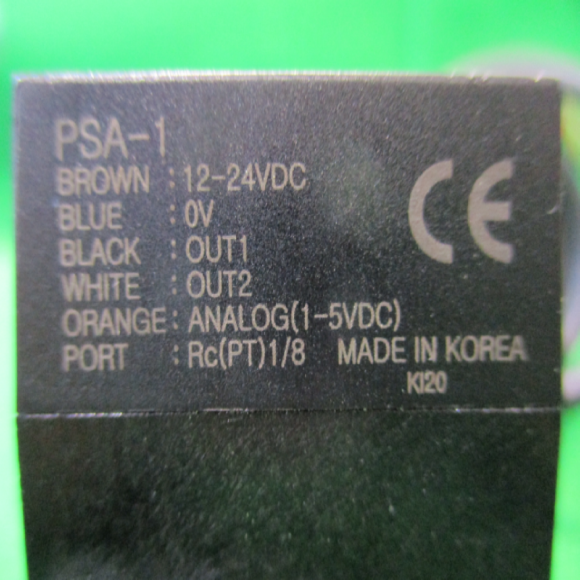 PSA-1
BROWN : 12-24VDC
BLUE : 0V
BLACK : OUT1
WHITE : OUT2
ORANGE : ANALOG(1-5VDC)
PORT : Rc(PT)1/8 MADE IN KOREA
CE
KI20